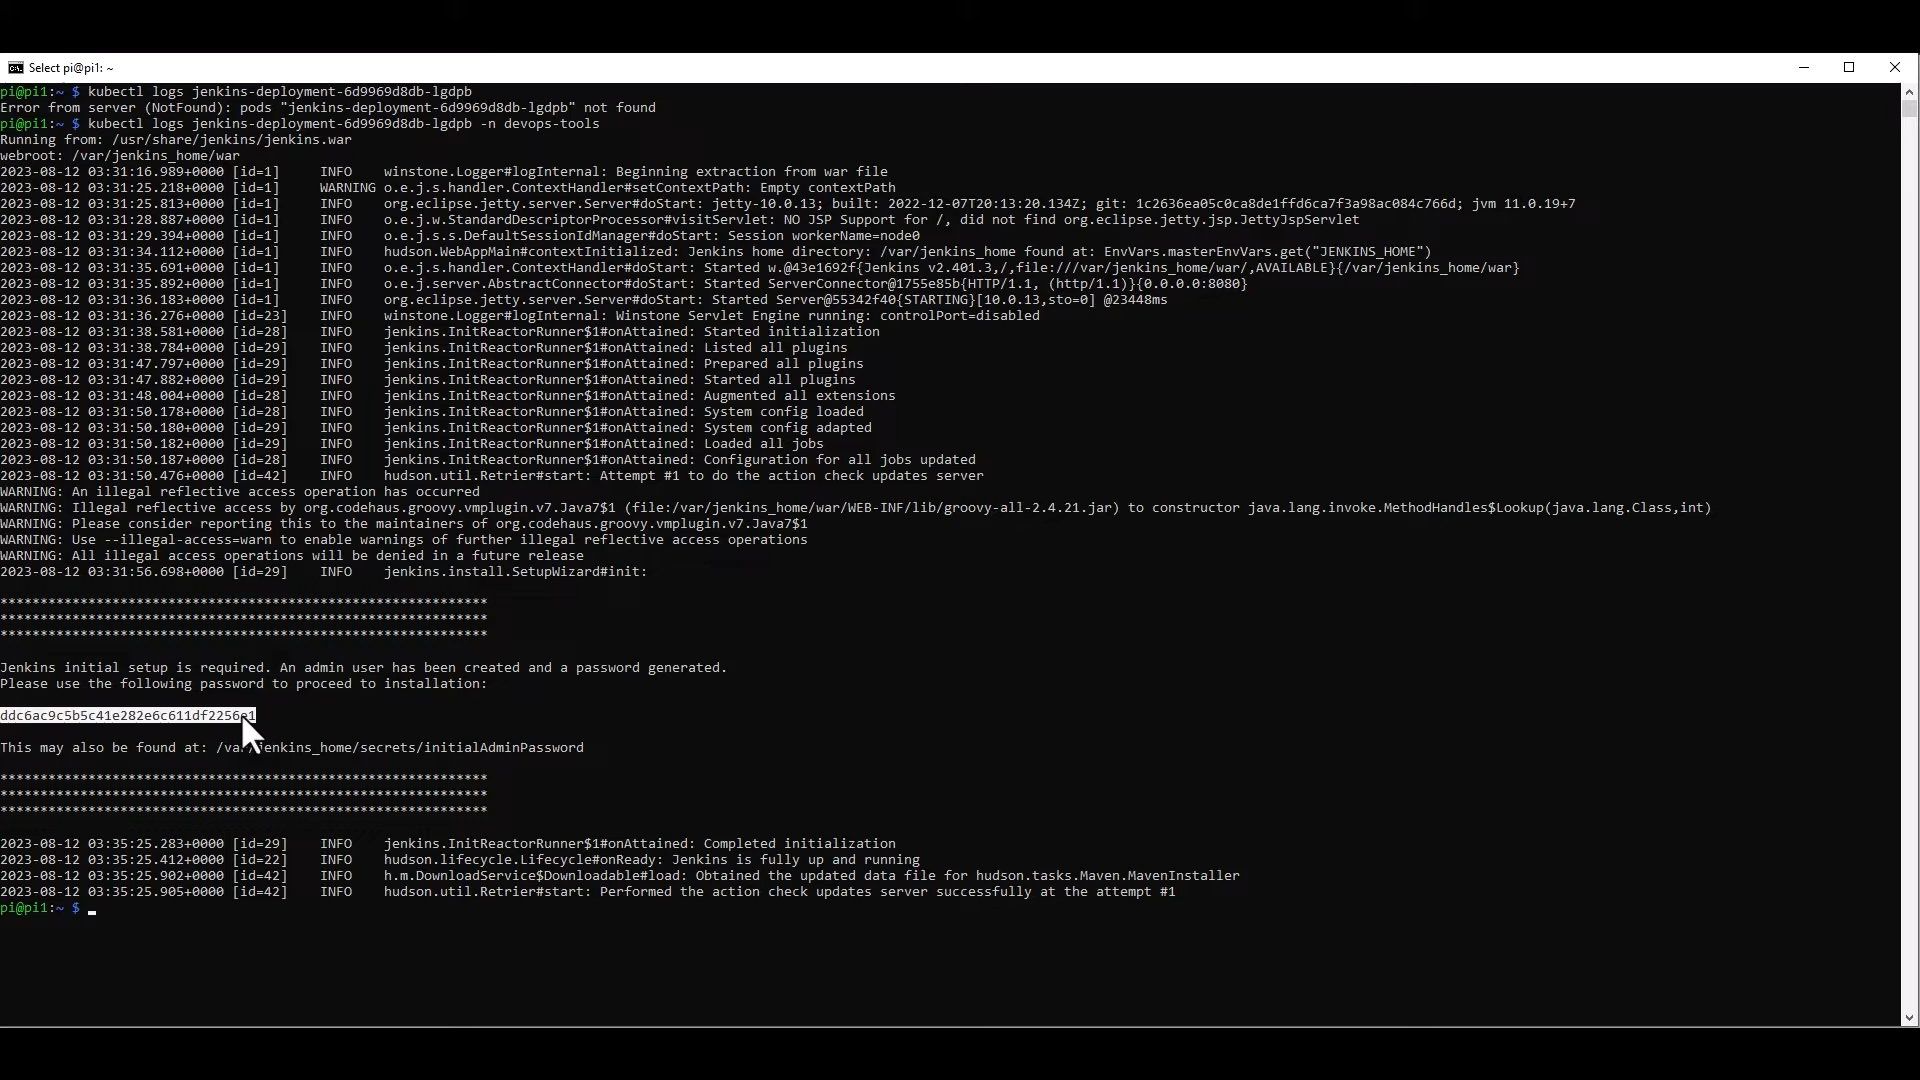 Select pi@pi1: ~
pi@pi1:~ $ kubectl logs jenkins-deployment-6d9969d8db-lgdpb
Error from server (NotFound): pods "jenkins-deployment-6d9969d8db-lgdpb" not found
pi@pi1:~ $ kubectl logs jenkins-deployment-6d9969d8db-lgdpb -n devops-tools
Running from: /usr/share/jenkins/jenkins.war
webroot: /var/jenkins_home/war
2023-08-12 03:31:16.989+0000 [id=1]     INFO    winstone.Logger#logInternal: Beginning extraction from war file
2023-08-12 03:31:25.218+0000 [id=1]     WARNING o.e.j.s.handler.ContextHandler#setContextPath: Empty contextPath
2023-08-12 03:31:25.813+0000 [id=1]     INFO    org.eclipse.jetty.server.Server#doStart: jetty-10.0.13; built: 2022-12-07T20:13:20.134Z; git: 1c2636ea05c0ca8de1ffd6ca7f3a98ac084c766d; jvm 11.0.19+7
2023-08-12 03:31:28.887+0000 [id=1]     INFO    o.e.j.w.StandardDescriptorProcessor#visitServlet: NO JSP Support for /, did not find org.eclipse.jetty.jsp.JettyJspServlet
2023-08-12 03:31:29.394+0000 [id=1]     INFO    o.e.j.s.s.DefaultSessionIdManager#doStart: Session workerName=node0
2023-08-12 03:31:34.112+0000 [id=1]     INFO    hudson.WebAppMain#contextInitialized: Jenkins home directory: /var/jenkins_home found at: EnvVars.masterEnvVars.get("JENKINS_HOME")
2023-08-12 03:31:35.691+0000 [id=1]     INFO    o.e.j.s.handler.ContextHandler#doStart: Started w.@43e1692f{Jenkins v2.401.3,/,file:///var/jenkins_home/war/,AVAILABLE}{/var/jenkins_home/war}
2023-08-12 03:31:35.892+0000 [id=1]     INFO    o.e.j.server.AbstractConnector#doStart: Started ServerConnector@1755e85b{HTTP/1.1, (http/1.1)}{0.0.0.0:8080}
2023-08-12 03:31:36.183+0000 [id=1]     INFO    org.eclipse.jetty.server.Server#doStart: Started Server@55342f40{STARTING}[10.0.13,sto=0] @23448ms
2023-08-12 03:31:36.276+0000 [id=23]    INFO    winstone.Logger#logInternal: Winstone Servlet Engine running: controlPort=disabled
2023-08-12 03:31:38.581+0000 [id=28]    INFO    jenkins.InitReactorRunner$1#onAttained: Started initialization
2023-08-12 03:31:38.784+0000 [id=29]    INFO    jenkins.InitReactorRunner$1#onAttained: Listed all plugins
2023-08-12 03:31:47.797+0000 [id=29]    INFO    jenkins.InitReactorRunner$1#onAttained: Prepared all plugins
2023-08-12 03:31:47.882+0000 [id=29]    INFO    jenkins.InitReactorRunner$1#onAttained: Started all plugins
2023-08-12 03:31:48.004+0000 [id=28]    INFO    jenkins.InitReactorRunner$1#onAttained: Augmented all extensions
2023-08-12 03:31:50.178+0000 [id=28]    INFO    jenkins.InitReactorRunner$1#onAttained: System config loaded
2023-08-12 03:31:50.180+0000 [id=29]    INFO    jenkins.InitReactorRunner$1#onAttained: System config adapted
2023-08-12 03:31:50.182+0000 [id=29]    INFO    jenkins.InitReactorRunner$1#onAttained: Loaded all jobs
2023-08-12 03:31:50.187+0000 [id=28]    INFO    jenkins.InitReactorRunner$1#onAttained: Configuration for all jobs updated
2023-08-12 03:31:50.476+0000 [id=42]    INFO    hudson.util.Retrier#start: Attempt #1 to do the action check updates server
WARNING: An illegal reflective access operation has occurred
WARNING: Illegal reflective access by org.codehaus.groovy.vmplugin.v7.Java7$1 (file:/var/jenkins_home/war/WEB-INF/lib/groovy-all-2.4.21.jar) to constructor java.lang.invoke.MethodHandles$Lookup(java.lang.Class,int)
WARNING: Please consider reporting this to the maintainers of org.codehaus.groovy.vmplugin.v7.Java7$1
WARNING: Use --illegal-access=warn to enable warnings of further illegal reflective access operations
WARNING: All illegal access operations will be denied in a future release
2023-08-12 03:31:56.698+0000 [id=29]    INFO    jenkins.install.SetupWizard#init:
*************************************************************
*************************************************************
*************************************************************
Jenkins initial setup is required. An admin user has been created and a password generated.
Please use the following password to proceed to installation:
ddc6ac9c5b5c41e282e6c611df2256e1
This may also be found at: /var/jenkins_home/secrets/initialAdminPassword
*************************************************************
*************************************************************
*************************************************************
2023-08-12 03:35:25.283+0000 [id=29]    INFO    jenkins.InitReactorRunner$1#onAttained: Completed initialization
2023-08-12 03:35:25.412+0000 [id=22]    INFO    hudson.lifecycle.Lifecycle#onReady: Jenkins is fully up and running
2023-08-12 03:35:25.902+0000 [id=42]    INFO    h.m.DownloadService$Downloadable#load: Obtained the updated data file for hudson.tasks.Maven.MavenInstaller
2023-08-12 03:35:25.905+0000 [id=42]    INFO    hudson.util.Retrier#start: Performed the action check updates server successfully at the attempt #1
pi@pi1:~ $